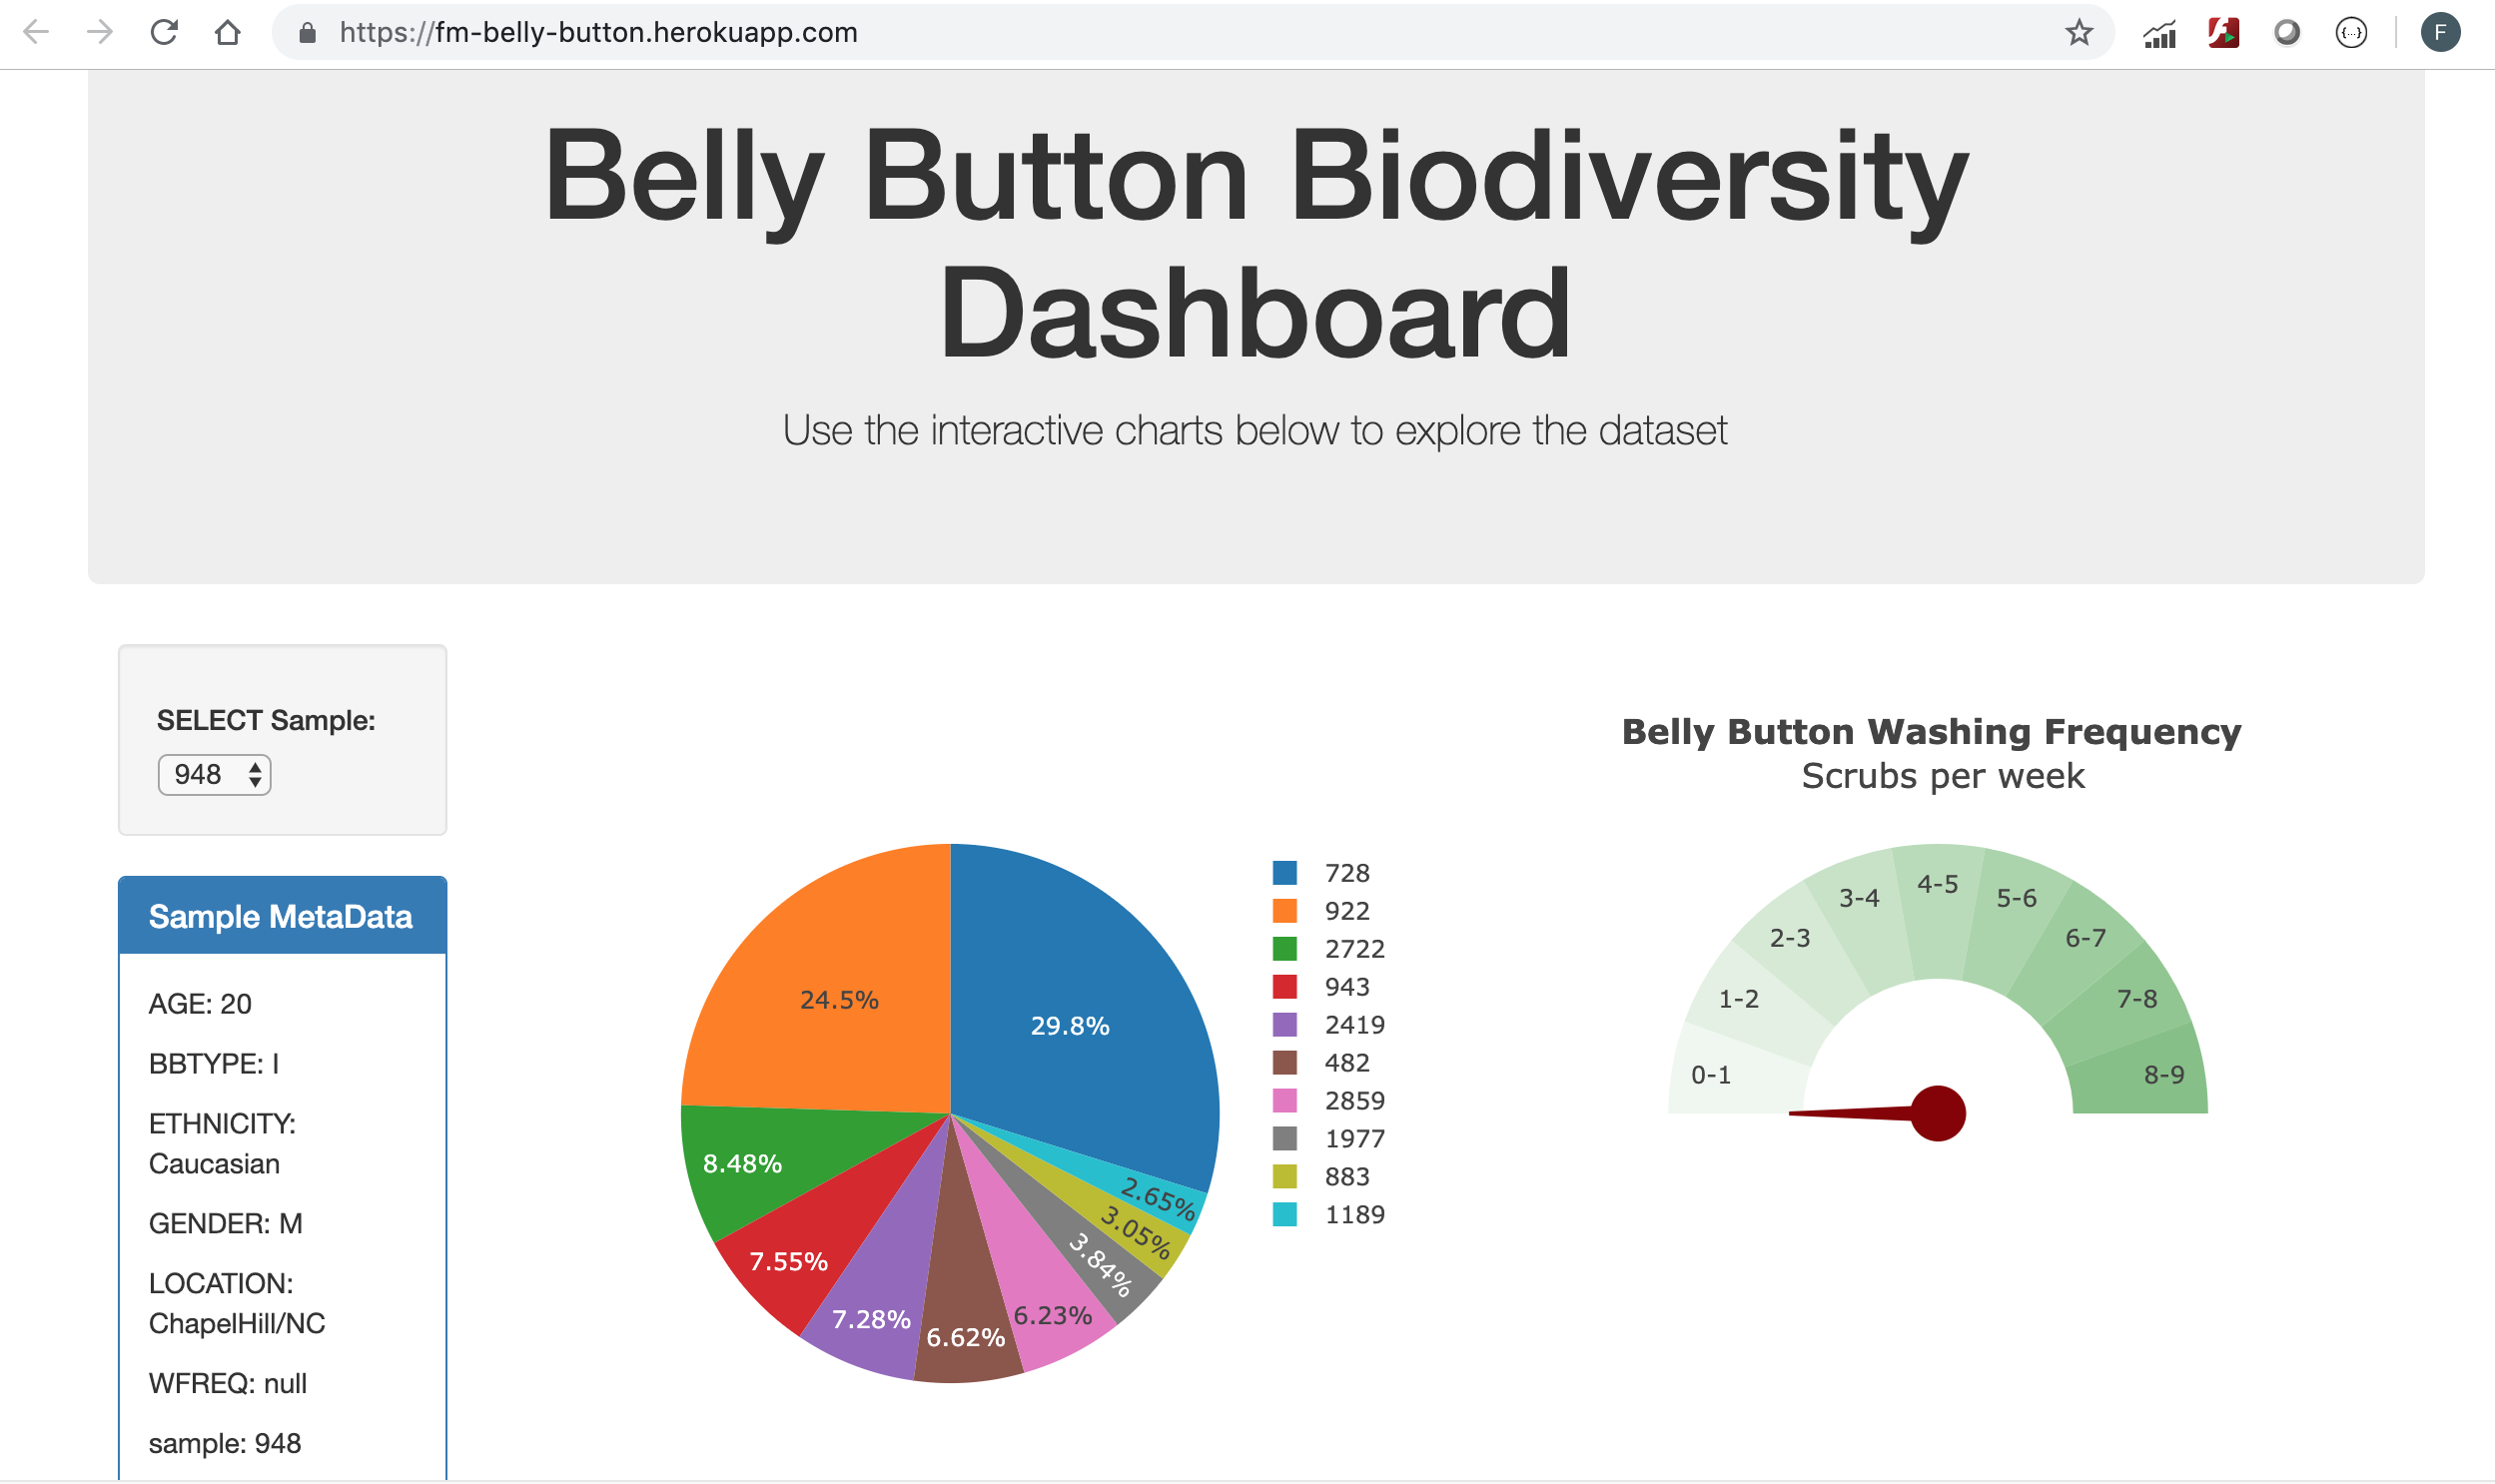 https://fm-belly-button.herokuapp.com
{...}
F
Belly Button Biodiversity
Dashboard
Use the interactive charts below to explore the dataset
SELECT Sample:
948
Sample MetaData
AGE: 20
BBTYPE: I
ETHNICITY:
Caucasian
GENDER: M
LOCATION:
ChapelHill/NC
WFREQ: null
sample: 948
24.5%
29.8%
8.48%
7.55%
7.28%
6.62%
6.23%
3.84%
3.05%
2.65%
728
922
2722
943
2419
482
2859
1977
883
1189
Belly Button Washing Frequency
Scrubs per week
0-1
1-2
2-3
3-4
4-5
5-6
6-7
7-8
8-9